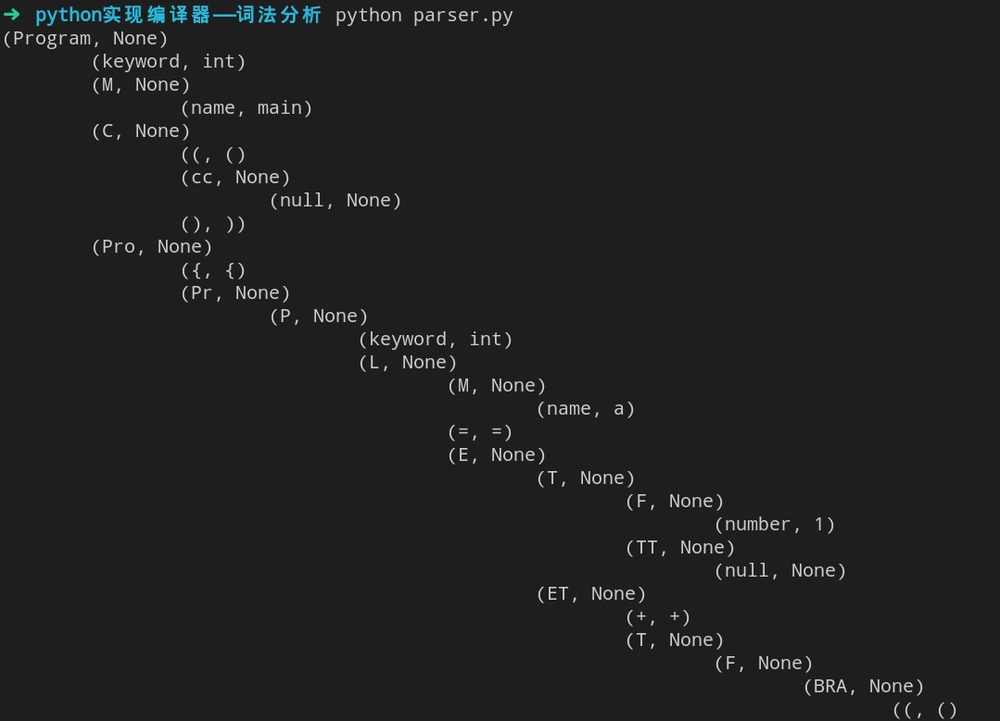 ➜ python实现编译器——词法分析 python parser.py
(Program, None)
(keyword, int)
(M, None)
(name, main)
(C, None)
((, ()
(cc, None)
(null, None)
(), ))
(Pro, None)
({, {)
(Pr, None)
(P, None)
(keyword, int)
(L, None)
(M, None)
(name, a)
(=, =)
(E, None)
(T, None)
(F, None)
(number, 1)
(TT, None)
(null, None)
(ET, None)
(+, +)
(T, None)
(F, None)
(BRA, None)
((, ()